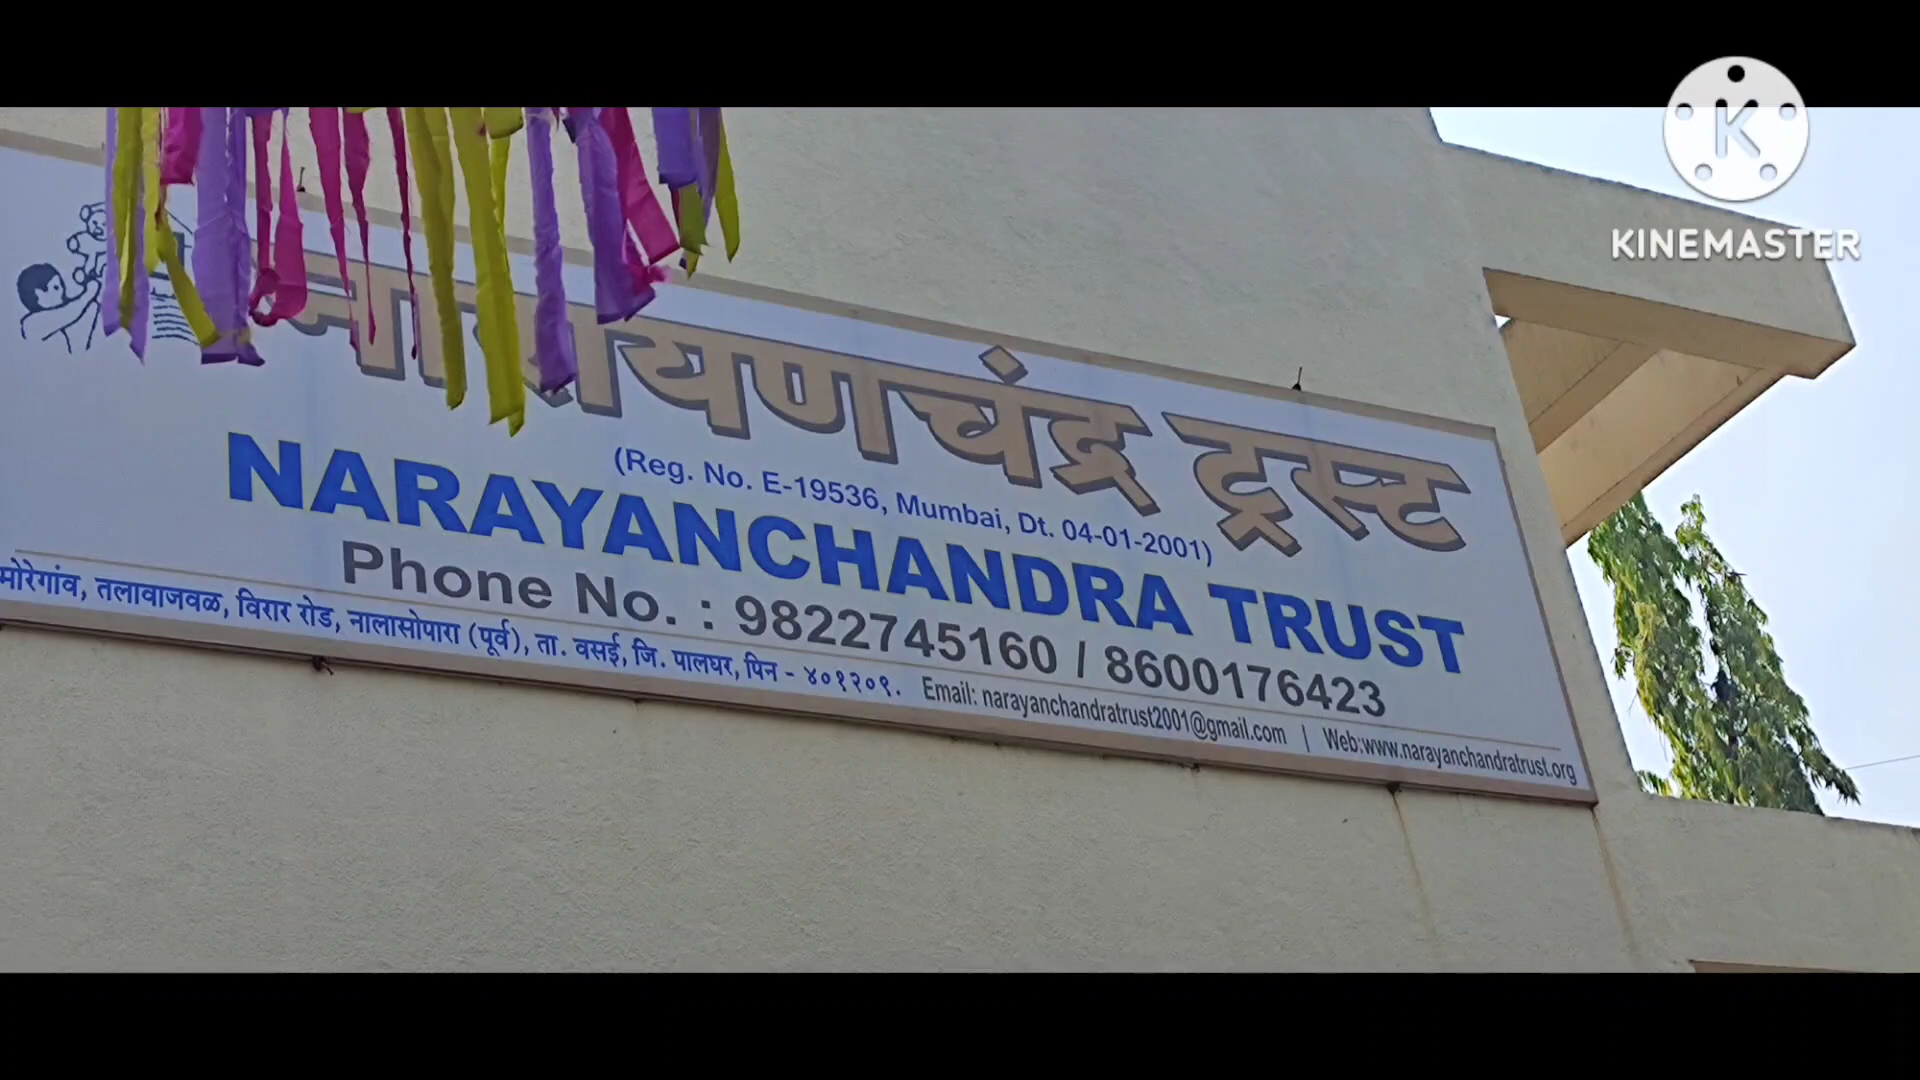 KINEMASTER
नारायणचंद्र ट्रस्ट
(Reg. No. E-19536, Mumbai, Dt. 04-01-2001)
NARAYANCHANDRA TRUST
Phone No. : 9822745160 / 8600176423
मोरेगांव, तलावाजवळ, विरार रोड, नालासोपारा (पूर्व), ता. वसई, जि. पालघर, पिन - ४०१२०९.
Email: narayanchandratrust2001@gmail.com | Web:www.narayanchandratrust.org